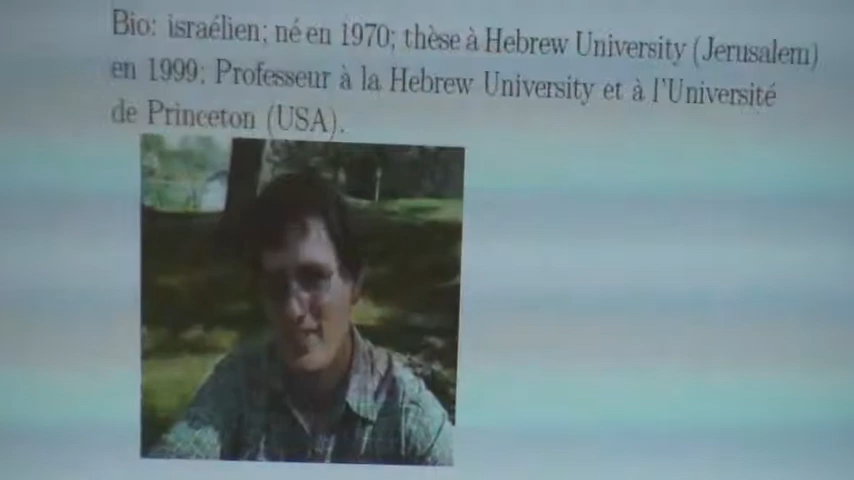 Bio: israélien; né en 1970; thèse à Hebrew University (Jerusalem)
en 1999; Professeur à la Hebrew University et à l'Université
de Princeton (USA).